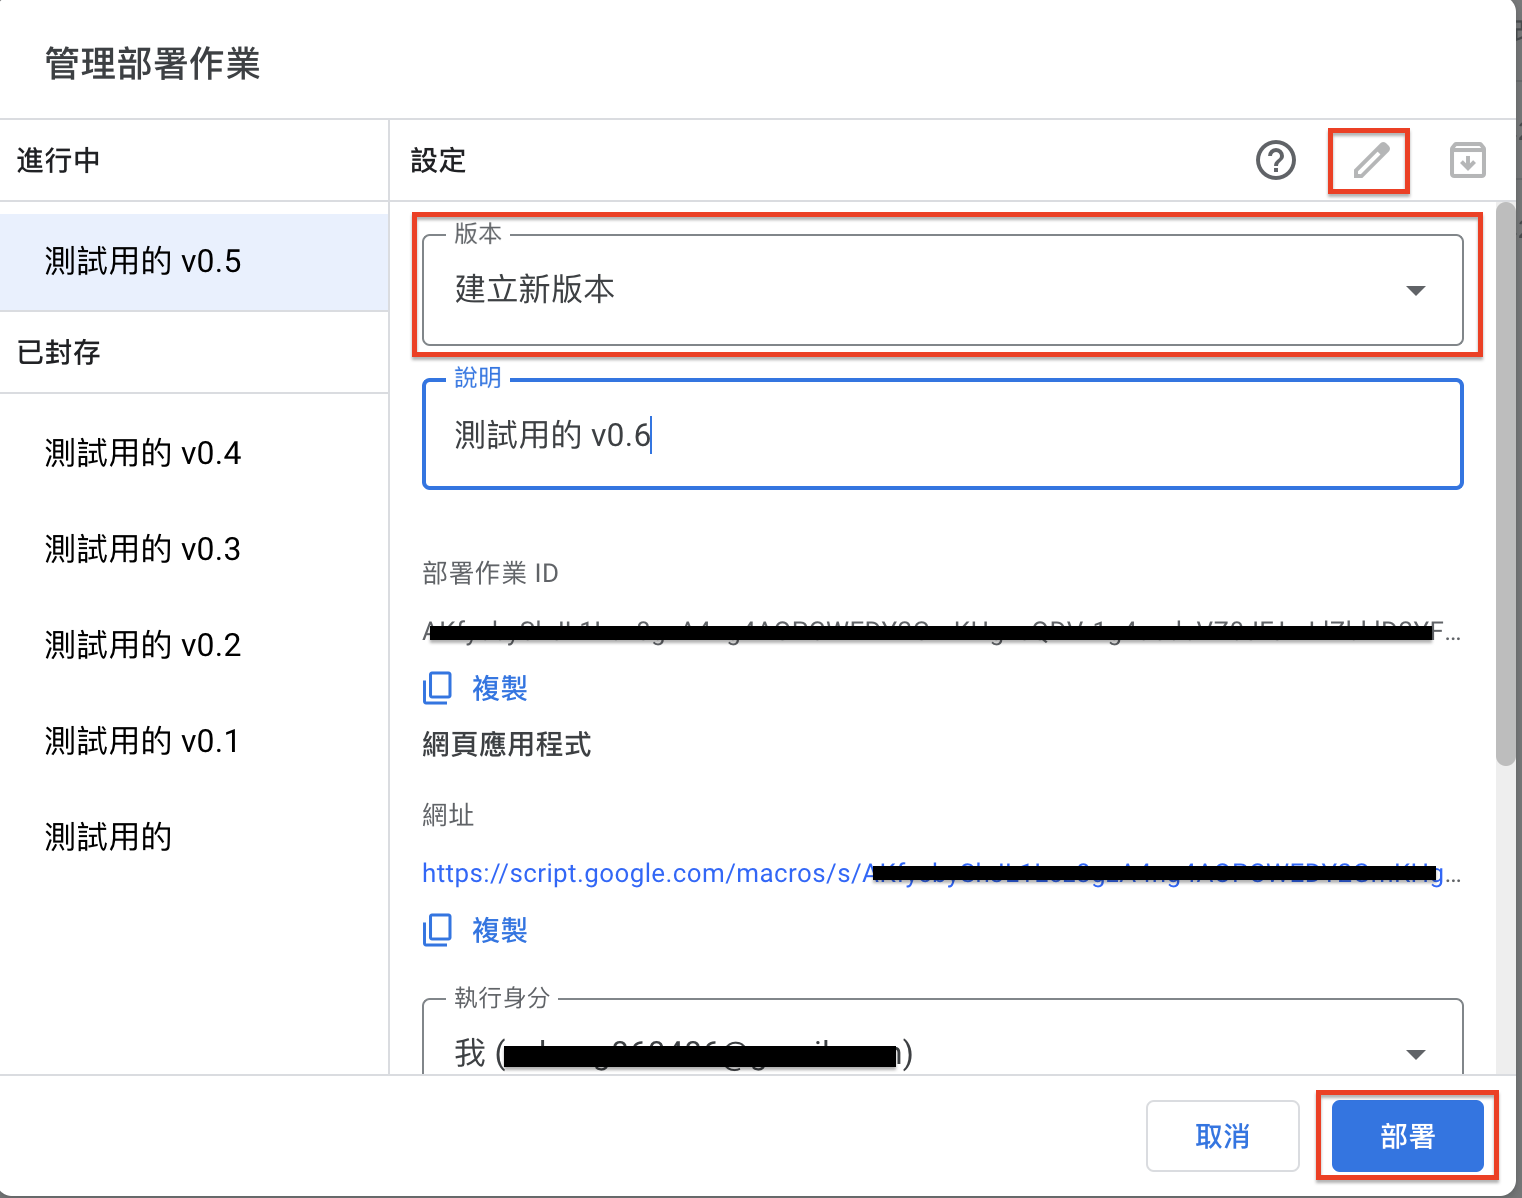 管理部署作業
進行中
測試用的 v0.5
已封存
測試用的 v0.4
測試用的 v0.3
測試用的 v0.2
測試用的 v0.1
測試用的
設定
版本
建立新版本
說明
測試用的 v0.6
部署作業 ID
複製
網頁應用程式
網址
https://script.google.com/macros/s/A
複製
執行身分
我 (
取消
部署